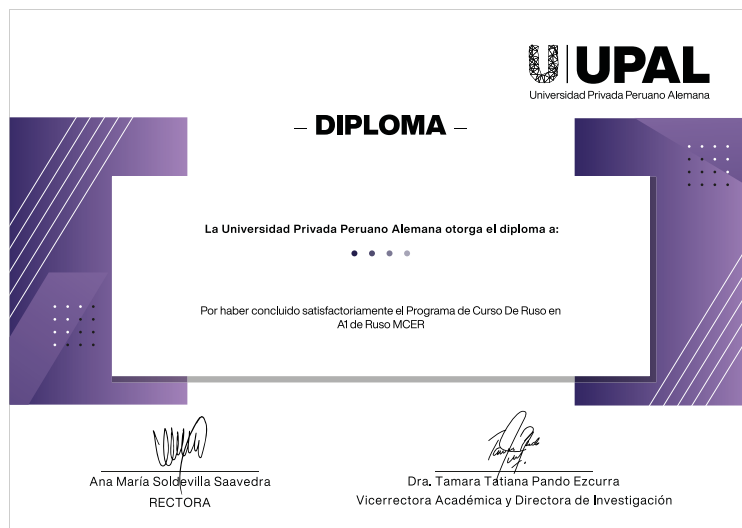 UPAL
Universidad Privada Peruano Alemana
– DIPLOMA –
La Universidad Privada Peruano Alemana otorga el diploma a:
Por haber concluido satisfactoriamente el Programa de Curso De Ruso en
A1 de Ruso MCER
Ana María Soldevilla Saavedra
RECTORA
Dra. Tamara Tatiana Pando Ezcurra
Vicerrectora Académica y Directora de Investigación